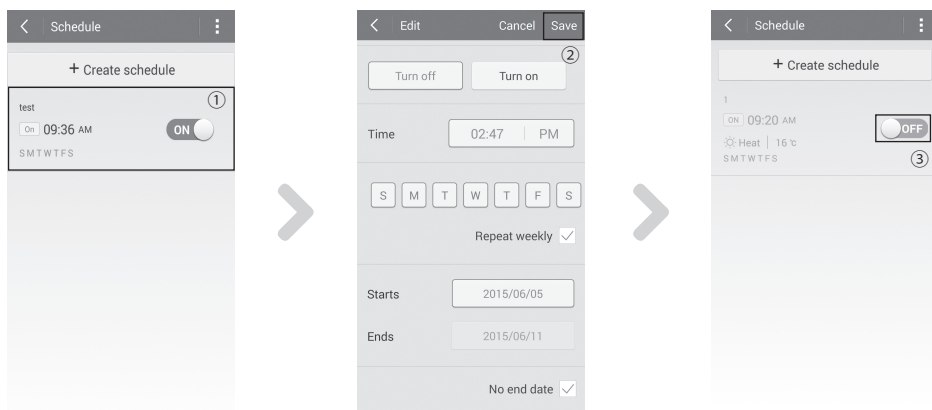 Schedule
+ Create schedule
①
test
On 09:36 AM
ON
SMTWTFS
Edit Cancel Save
②
Turn off Turn on
Time 02:47 PM
S M T W T F S
Repeat weekly
Starts 2015/06/05
Ends 2015/06/11
No end date
Schedule
+ Create schedule
1
ON 09:20 AM
OFF
Heat | 16 ℃
③
SMTWTFS